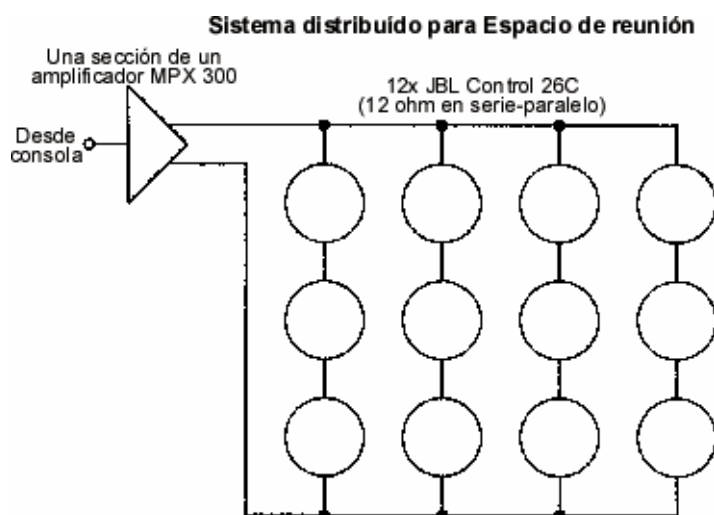 Sistema distribuído para Espacio de reunión
Una sección de un
amplificador MPX 300
12x JBL Control 26C
(12 ohm en serie-paralelo)
Desde
consola